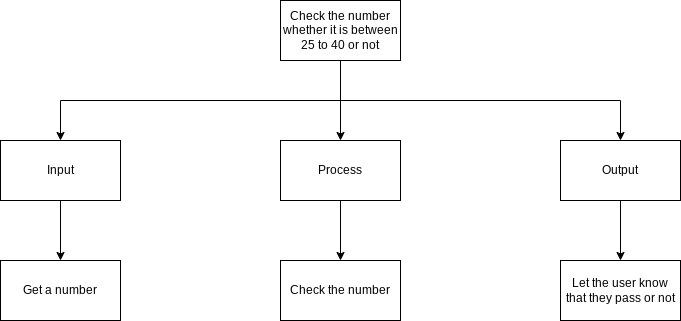 Check the number
whether it is between
25 to 40 or not
Input
Process
Output
Get a number
Check the number
Let the user know
that they pass or not